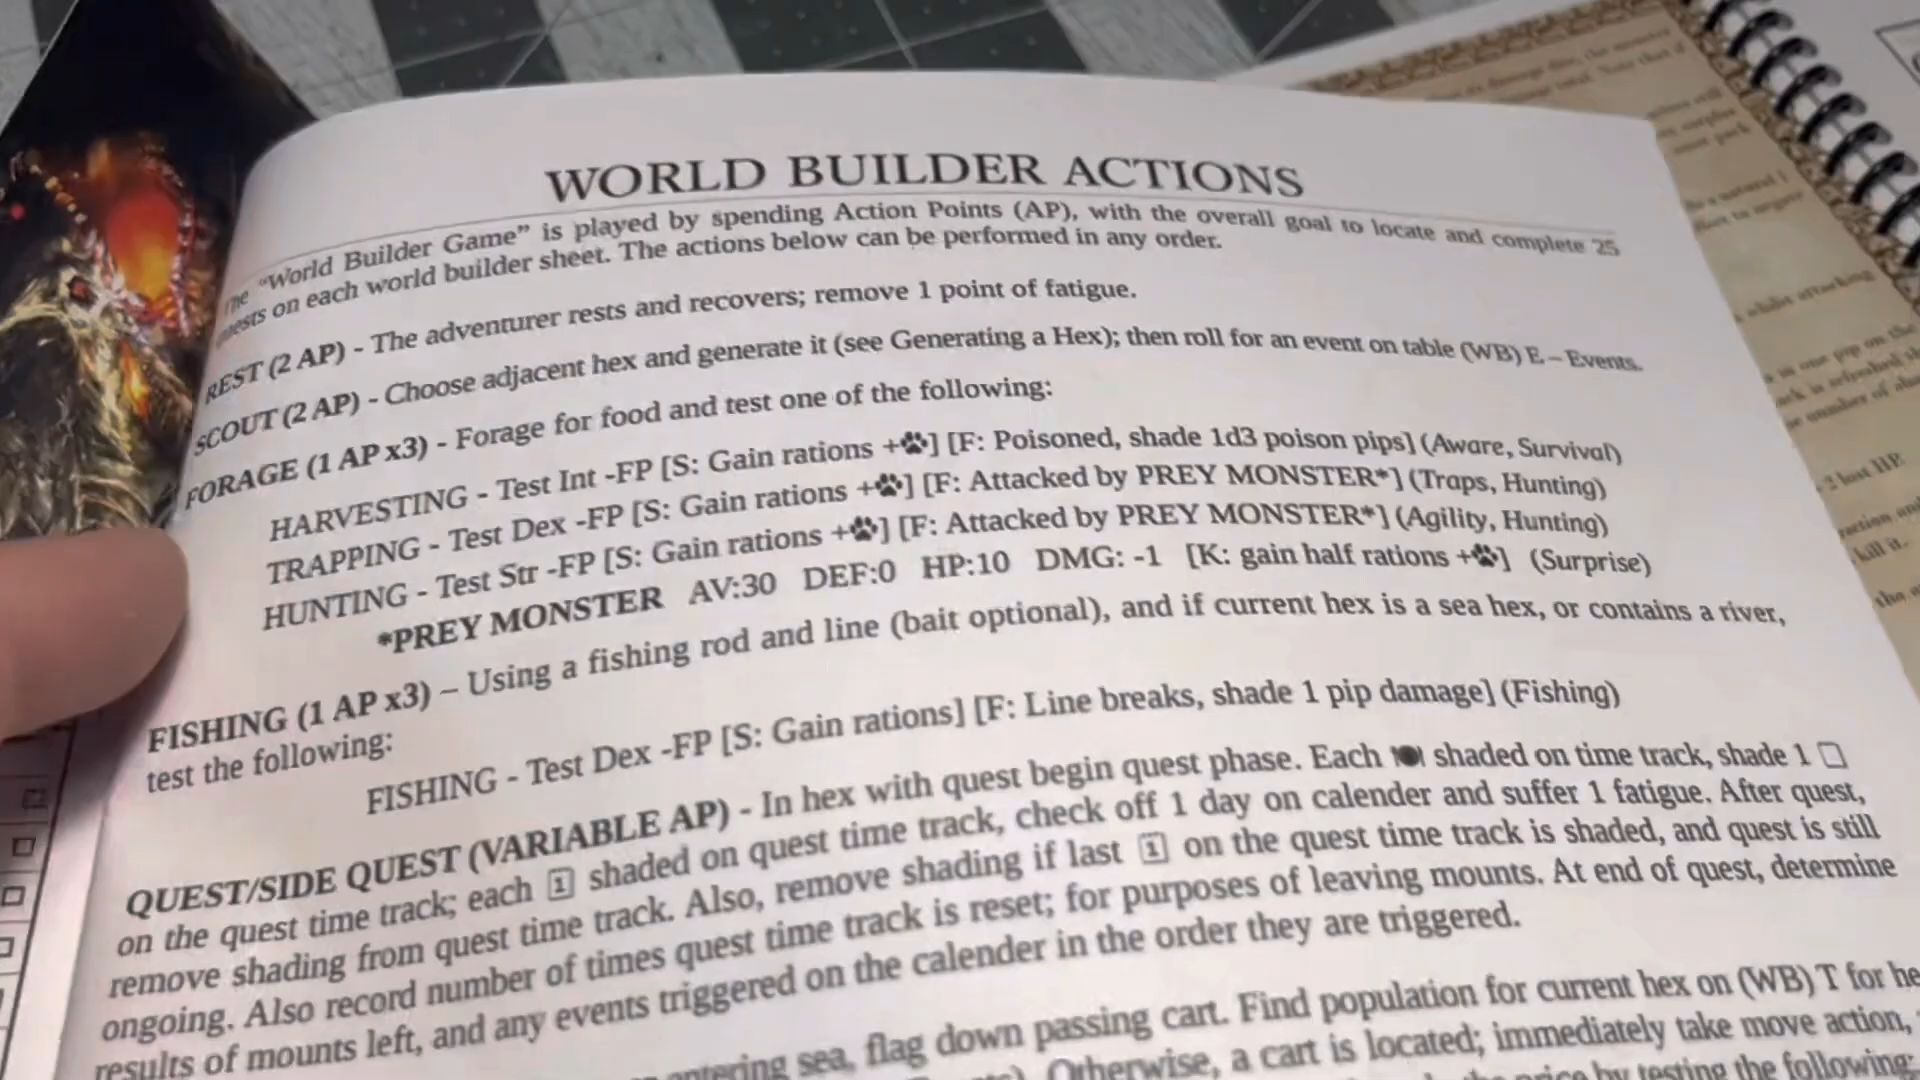 WORLD BUILDER ACTIONS
The "World Builder Game" is played by spending Action Points (AP), with the overall goal to locate and complete 25
quests on each world builder sheet. The actions below can be performed in any order.
REST (2 AP) - The adventurer rests and recovers; remove 1 point of fatigue.
SCOUT (2 AP) - Choose adjacent hex and generate it (see Generating a Hex); then roll for an event on table (WB) E – Events.
FORAGE (1 AP x3) - Forage for food and test one of the following:
HARVESTING - Test Int -FP [S: Gain rations +🐾] [F: Poisoned, shade 1d3 poison pips] (Aware, Survival)
TRAPPING - Test Dex -FP [S: Gain rations +🐾] [F: Attacked by PREY MONSTER*] (Traps, Hunting)
HUNTING - Test Str -FP [S: Gain rations +🐾] [F: Attacked by PREY MONSTER*] (Agility, Hunting)
*PREY MONSTER AV:30 DEF:0 HP:10 DMG: -1 [K: gain half rations +🐾] (Surprise)
FISHING (1 AP x3) – Using a fishing rod and line (bait optional), and if current hex is a sea hex, or contains a river,
test the following:
FISHING - Test Dex -FP [S: Gain rations] [F: Line breaks, shade 1 pip damage] (Fishing)
QUEST/SIDE QUEST (VARIABLE AP) - In hex with quest begin quest phase. Each 🍽 shaded on time track, shade 1 ☐
on the quest time track; each 1 shaded on quest time track, check off 1 day on calender and suffer 1 fatigue. After quest,
remove shading from quest time track. Also, remove shading if last 1 on the quest time track is shaded, and quest is still
ongoing. Also record number of times quest time track is reset; for purposes of leaving mounts. At end of quest, determine
results of mounts left, and any events triggered on the calender in the order they are triggered.
entering sea, flag down passing cart. Find population for current hex on (WB) T for
Otherwise, a cart is located; immediately take move action,
price by testing the following: